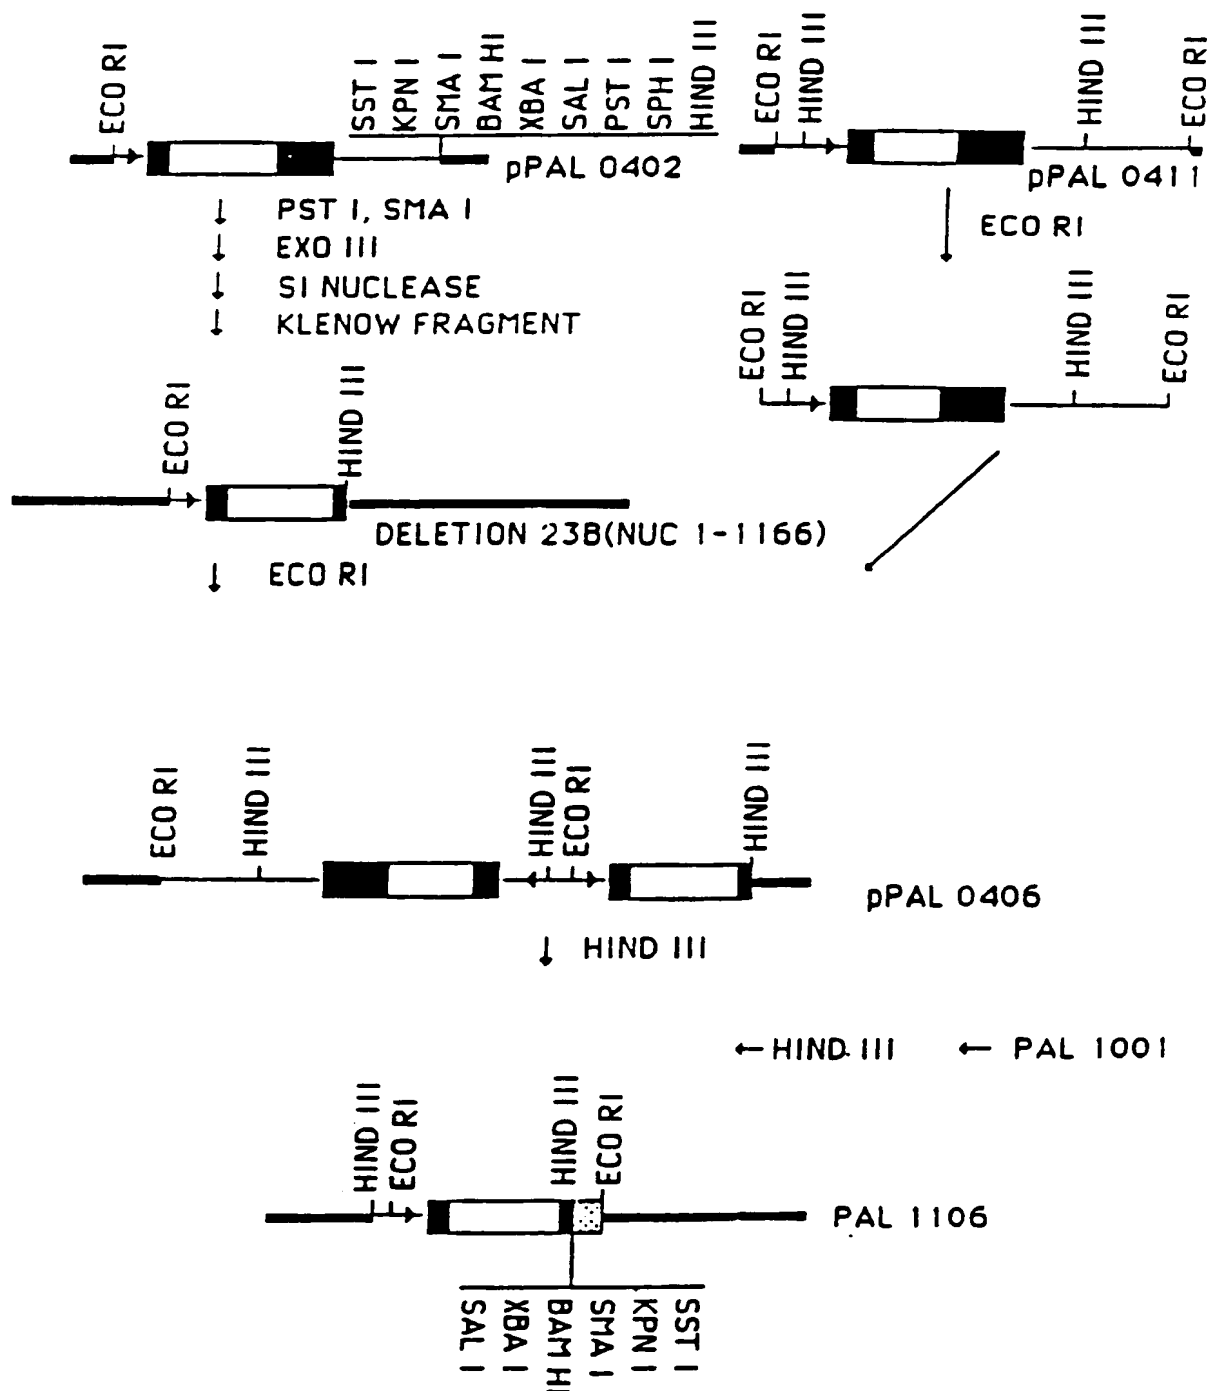 ECO RI
SST I
KPN I
SMA I
BAM HI
XBA I
SAL I
PST I
SPH I
HIND III
pPAL 0402
ECO RI
HIND III
HIND III
ECO RI
pPAL 0411
PST I, SMA I
EXO III
SI NUCLEASE
KLENOW FRAGMENT
ECO RI
ECO RI
HIND III
HIND III
ECO RI
ECO RI
HIND III
DELETION 23B(NUC 1-1166)
ECO RI
ECO RI
HIND III
HIND III
ECO RI
HIND III
pPAL 0406
HIND III
HIND III
PAL 1001
HIND III
ECO RI
HIND III
ECO RI
PAL 1106
SAL I
XBA I
BAM HI
SMA I
KPN I
SST I